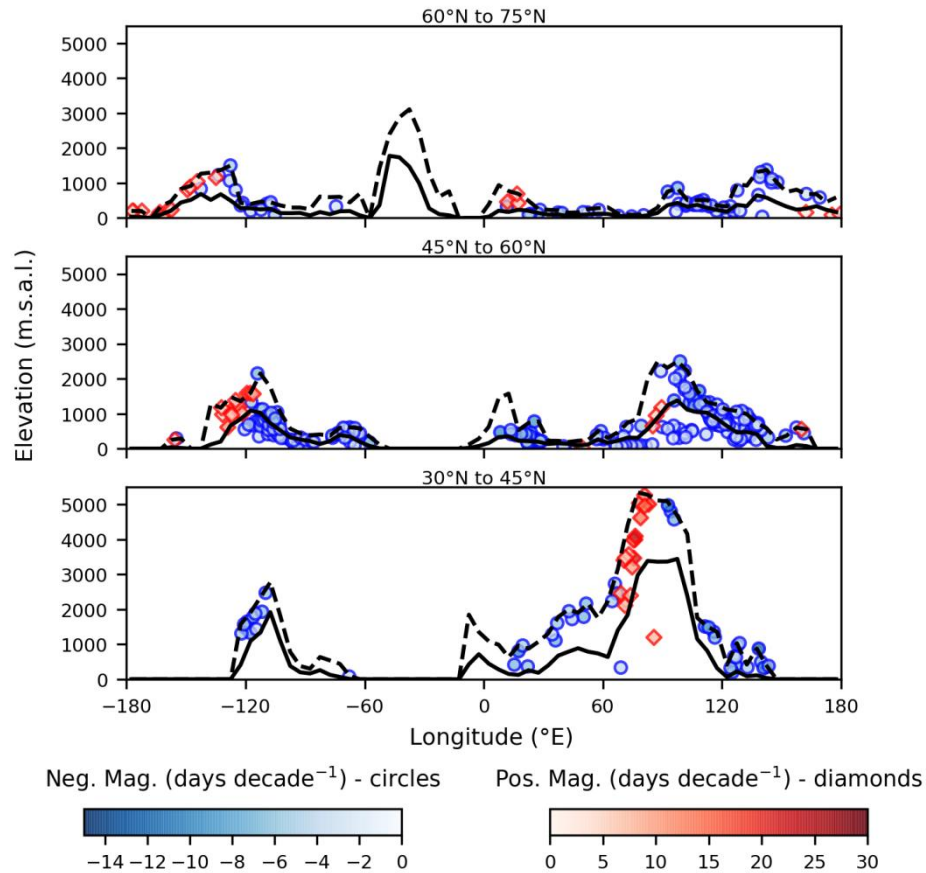 60°N to 75°N
5000
4000
3000
2000
1000
0
45°N to 60°N
5000
4000
3000
2000
1000
0
Elevation (m.s.a.l.)
30°N to 45°N
5000
4000
3000
2000
1000
0
−180 −120 −60 0 60 120 180
Longitude (°E)
Neg. Mag. (days decade⁻¹) - circles Pos. Mag. (days decade⁻¹) - diamonds
−14 −12 −10 −8 −6 −4 −2 0 0 5 10 15 20 25 30